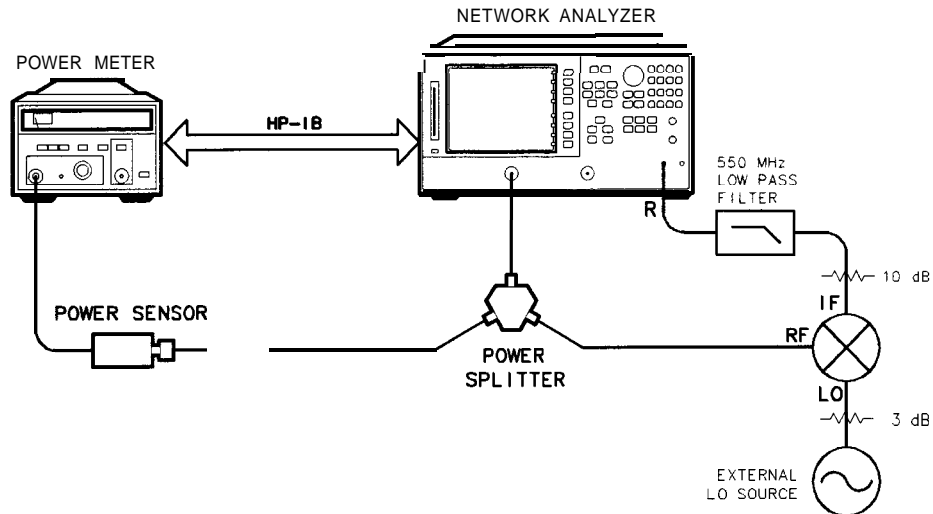 NETWORK ANALYZER
POWER METER
HP-IB
550 MHz
LOW PASS
FILTER
R
10 dB
POWER SENSOR
IF
RF
POWER
SPLITTER
LO
3 dB
EXTERNAL
LO SOURCE